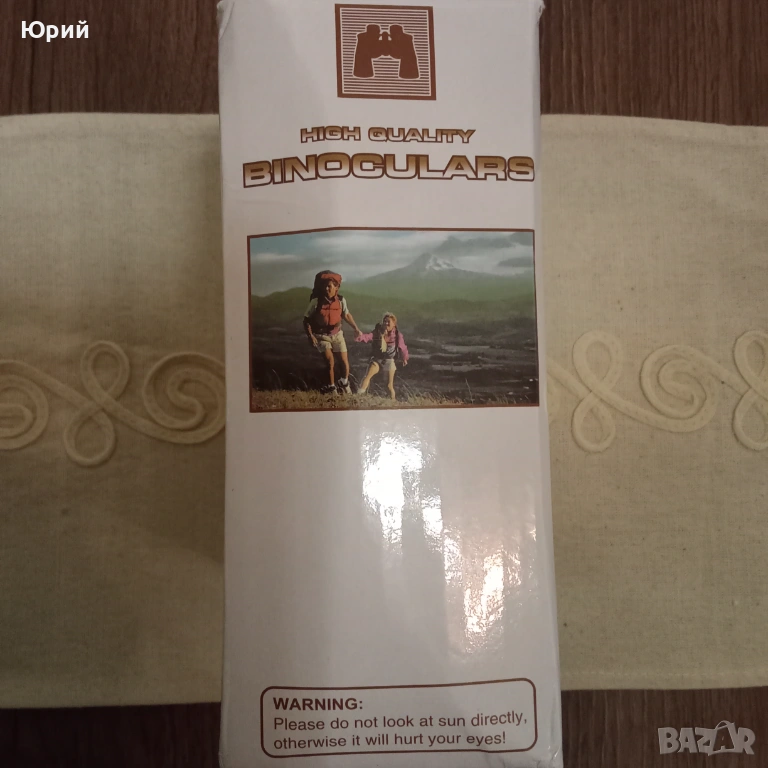 Юрий
HIGH QUALITY
BINOCULARS
WARNING:
Please do not look at sun directly,
otherwise it will hurt your eyes!
BAZAR